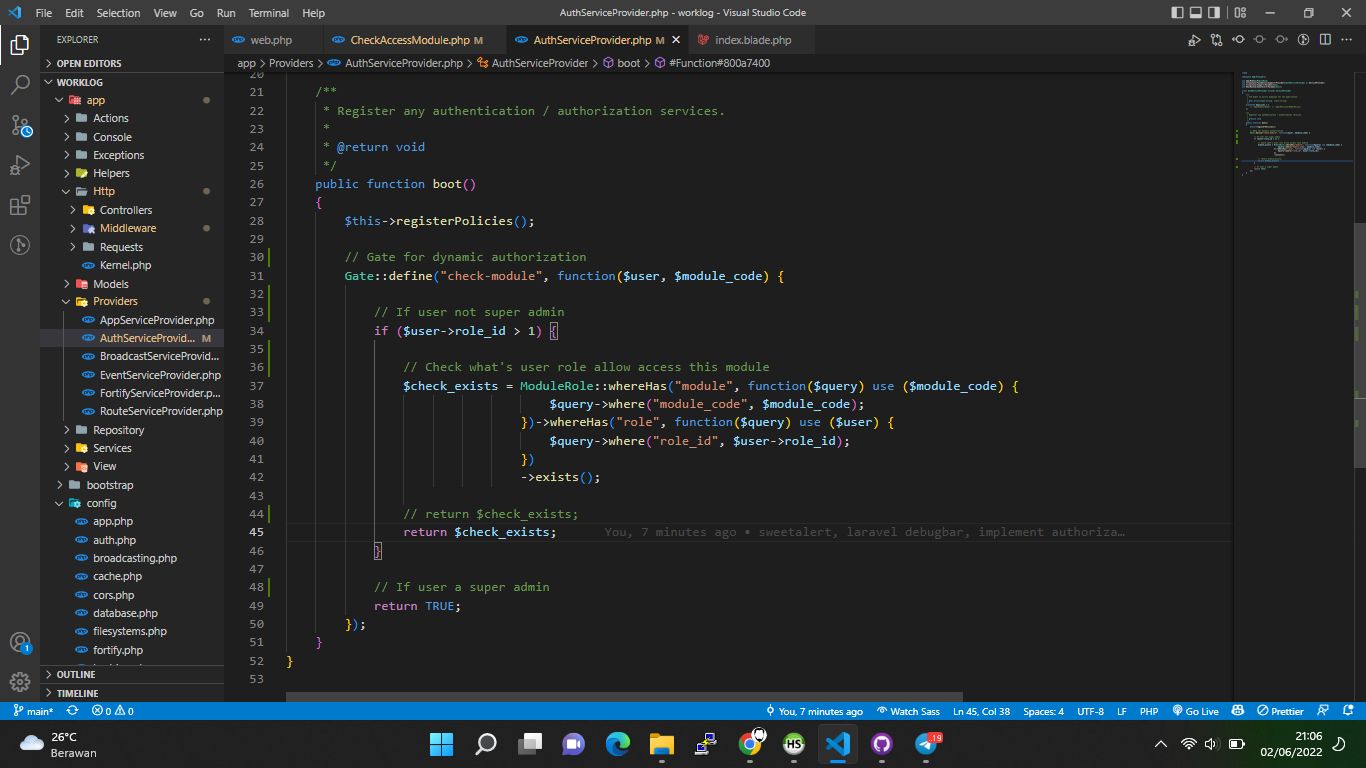 File Edit Selection View Go Run Terminal Help
AuthServiceProvider.php - worklog - Visual Studio Code
EXPLORER
web.php
CheckAccessModule.php M
AuthServiceProvider.php M
index.blade.php
OPEN EDITORS
app > Providers > AuthServiceProvider.php > AuthServiceProvider > boot > #Function#800a7400
WORKLOG
app
Actions
Console
Exceptions
Helpers
Http
Controllers
Middleware
Requests
Kernel.php
Models
Providers
AppServiceProvider.php
AuthServiceProvid... M
BroadcastServiceProvid...
EventServiceProvider.php
FortifyServiceProvider.p...
RouteServiceProvider.php
Repository
Services
View
bootstrap
config
app.php
auth.php
broadcasting.php
cache.php
cors.php
database.php
filesystems.php
fortify.php
OUTLINE
TIMELINE
20
21 /**
22 * Register any authentication / authorization services.
23 *
24 * @return void
25 */
26 public function boot()
27 {
28 $this->registerPolicies();
29
30 // Gate for dynamic authorization
31 Gate::define("check-module", function($user, $module_code) {
32
33 // If user not super admin
34 if ($user->role_id > 1) {
35
36 // Check what's user role allow access this module
37 $check_exists = ModuleRole::whereHas("module", function($query) use ($module_code) {
38 $query->where("module_code", $module_code);
39 })->whereHas("role", function($query) use ($user) {
40 $query->where("role_id", $user->role_id);
41 })
42 ->exists();
43
44 // return $check_exists;
45 return $check_exists; You, 7 minutes ago • sweetalert, laravel debugbar, implement authoriza…
46 }
47
48 // If user a super admin
49 return TRUE;
50 });
51 }
52 }
53
main* 0 0 You, 7 minutes ago Watch Sass Ln 45, Col 38 Spaces: 4 UTF-8 LF PHP Go Live Prettier
1
26°C
Berawan
HS
19
21:06
02/06/2022